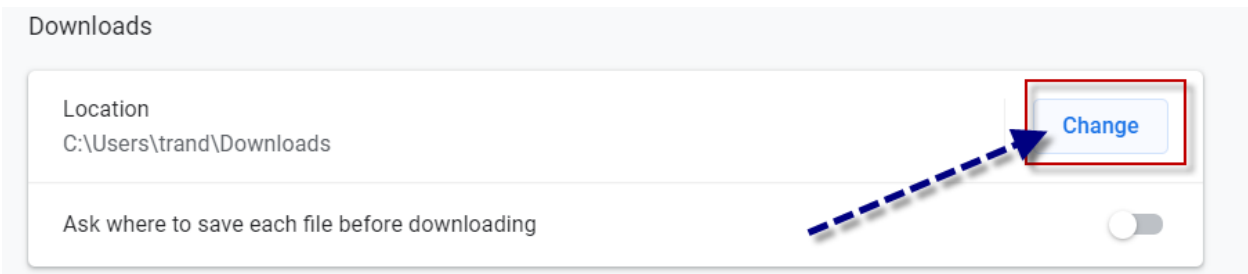 Downloads
Location
Change
C:\Users\trand\Downloads
Ask where to save each file before downloading